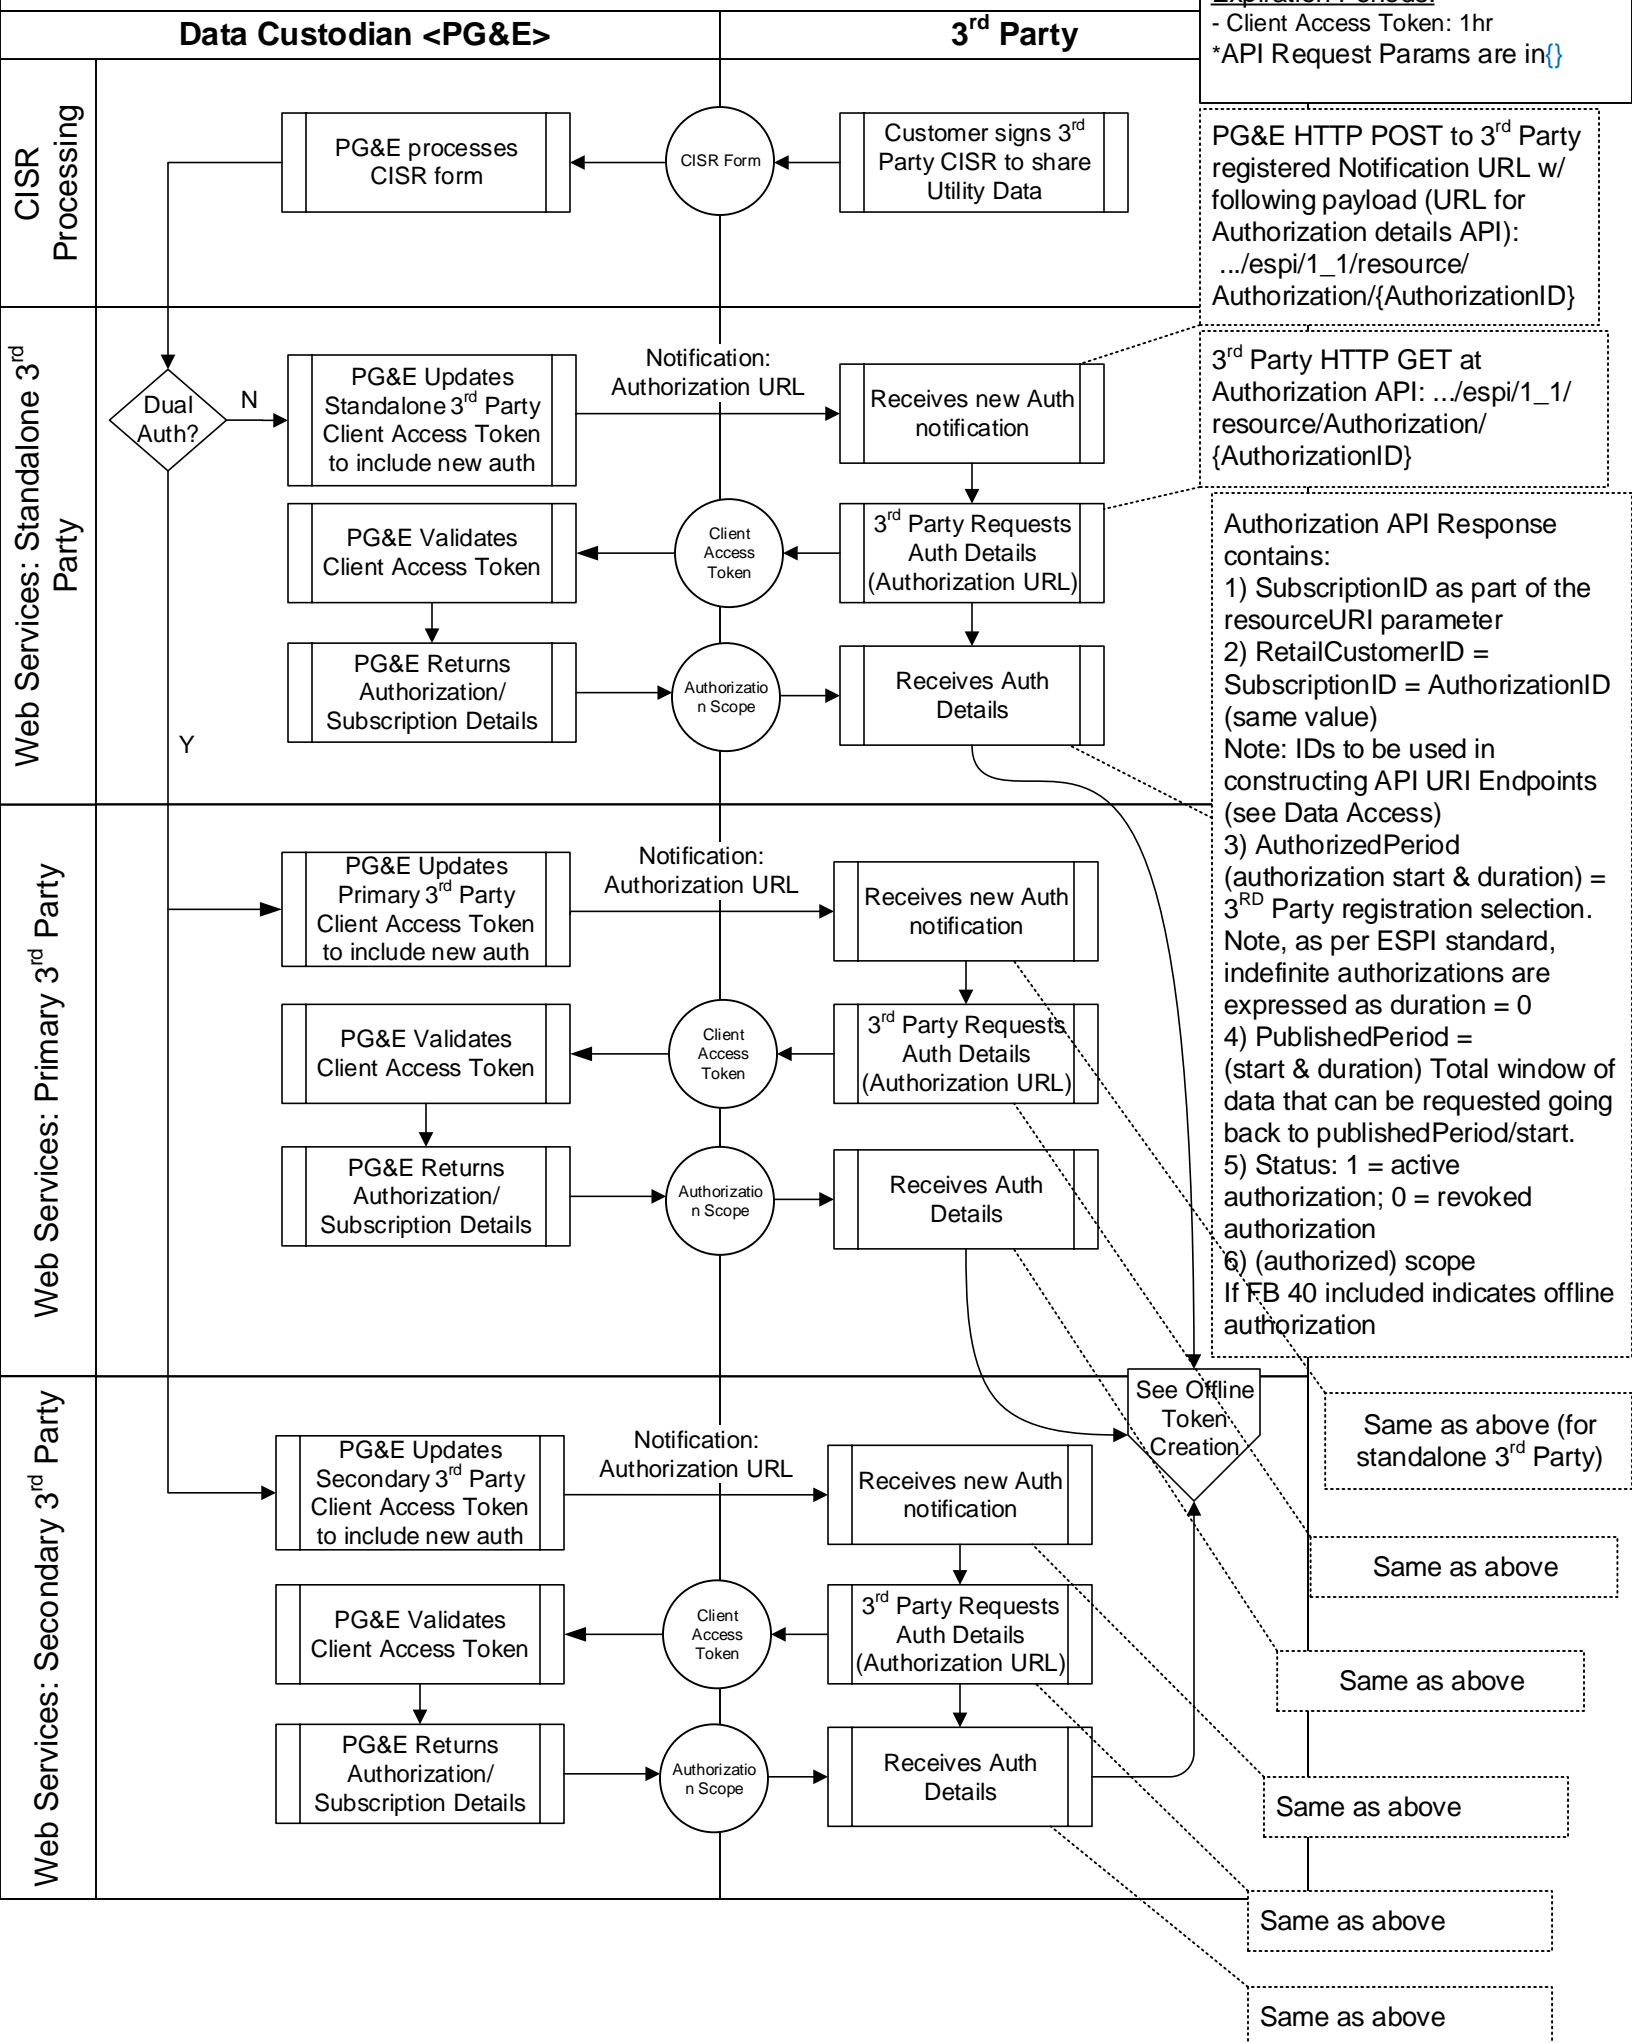 Expiration Periods:
- Client Access Token: 1hr
*API Request Params are in{}
Data Custodian <PG&E>
3rd Party
CISR
Processing
PG&E processes
CISR form
CISR Form
Customer signs 3rd
Party CISR to share
Utility Data
PG&E HTTP POST to 3rd Party
registered Notification URL w/
following payload (URL for
Authorization details API):
.../espi/1_1/resource/
Authorization/{AuthorizationID}
Web Services: Standalone 3rd
Party
Dual
Auth?
N
Y
PG&E Updates
Standalone 3rd Party
Client Access Token
to include new auth
Notification:
Authorization URL
Receives new Auth
notification
3rd Party HTTP GET at
Authorization API: .../espi/1_1/
resource/Authorization/
{AuthorizationID}
PG&E Validates
Client Access Token
Client
Access
Token
3rd Party Requests
Auth Details
(Authorization URL)
PG&E Returns
Authorization/
Subscription Details
Authorizatio
n Scope
Receives Auth
Details
Authorization API Response
contains:
1) SubscriptionID as part of the
resourceURI parameter
2) RetailCustomerID =
SubscriptionID = AuthorizationID
(same value)
Note: IDs to be used in
constructing API URI Endpoints
(see Data Access)
3) AuthorizedPeriod
(authorization start & duration) =
3RD Party registration selection.
Note, as per ESPI standard,
indefinite authorizations are
expressed as duration = 0
4) PublishedPeriod =
(start & duration) Total window of
data that can be requested going
back to publishedPeriod/start.
5) Status: 1 = active
authorization; 0 = revoked
authorization
6) (authorized) scope
If FB 40 included indicates offline
authorization
Web Services: Primary 3rd Party
PG&E Updates
Primary 3rd Party
Client Access Token
to include new auth
Notification:
Authorization URL
Receives new Auth
notification
PG&E Validates
Client Access Token
Client
Access
Token
3rd Party Requests
Auth Details
(Authorization URL)
PG&E Returns
Authorization/
Subscription Details
Authorizatio
n Scope
Receives Auth
Details
See Offline
Token
Creation
Same as above (for
standalone 3rd Party)
Same as above
Same as above
Web Services: Secondary 3rd Party
PG&E Updates
Secondary 3rd Party
Client Access Token
to include new auth
Notification:
Authorization URL
Receives new Auth
notification
PG&E Validates
Client Access Token
Client
Access
Token
3rd Party Requests
Auth Details
(Authorization URL)
PG&E Returns
Authorization/
Subscription Details
Authorizatio
n Scope
Receives Auth
Details
Same as above
Same as above
Same as above